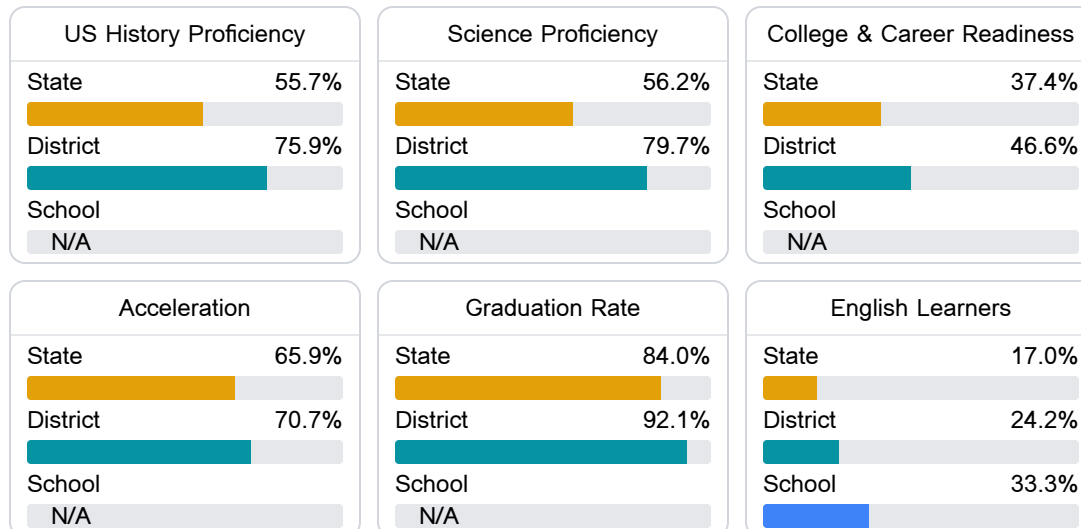 US History Proficiency
State 55.7%
District 75.9%
School
N/A
Science Proficiency
State 56.2%
District 79.7%
School
N/A
College & Career Readiness
State 37.4%
District 46.6%
School
N/A
Acceleration
State 65.9%
District 70.7%
School
N/A
Graduation Rate
State 84.0%
District 92.1%
School
N/A
English Learners
State 17.0%
District 24.2%
School 33.3%